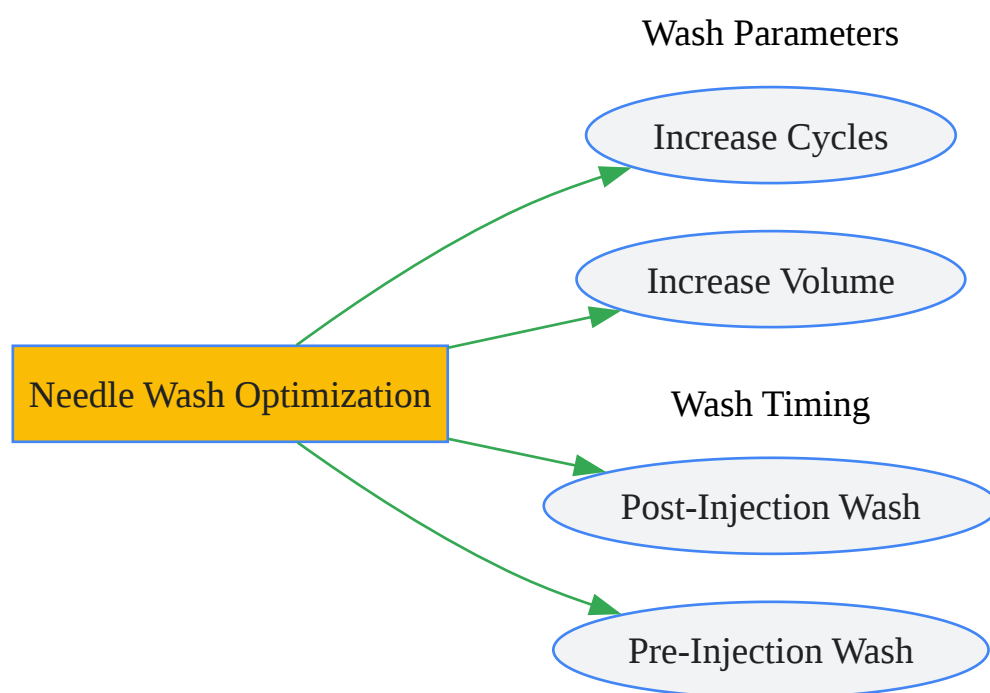 Wash Parameters
Increase Cycles
Increase Volume
Needle Wash Optimization
Wash Timing
Post-Injection Wash
Pre-Injection Wash